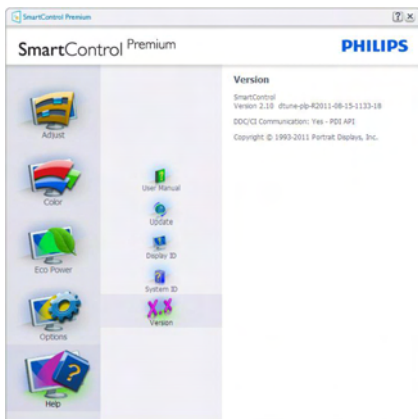 SmartControl Premium
SmartControl Premium
PHILIPS
Adjust
Color
Eco Power
Options
Help
User Manual
Update
Display ID
System ID
X.X
Version
Version
SmartControl
Version 2.10 dtune-plp-R2011-08-15-1133-18
DDC/CI Communication: Yes - PDI API
Copyright © 1993-2011 Portrait Displays, Inc.